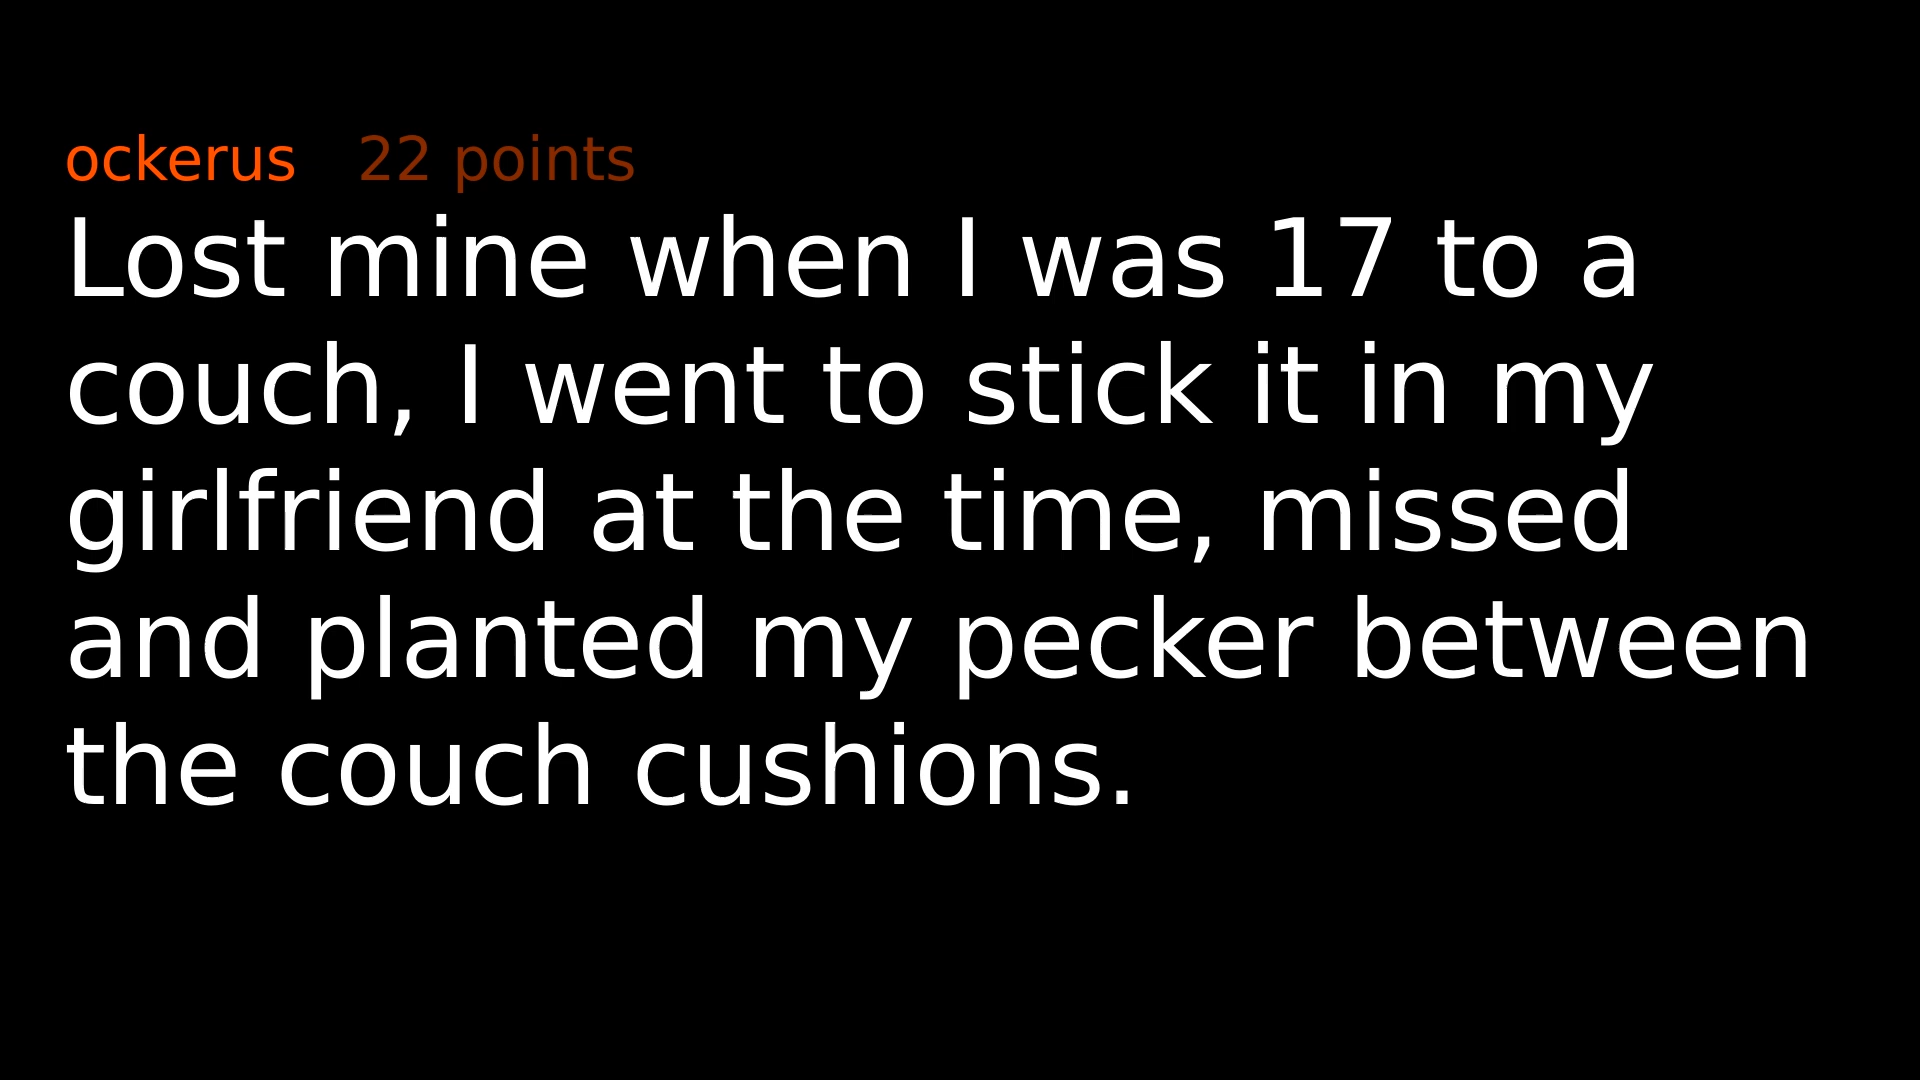 ockerus 22 points
Lost mine when I was 17 to a
couch, I went to stick it in my
girlfriend at the time, missed
and planted my pecker between
the couch cushions.